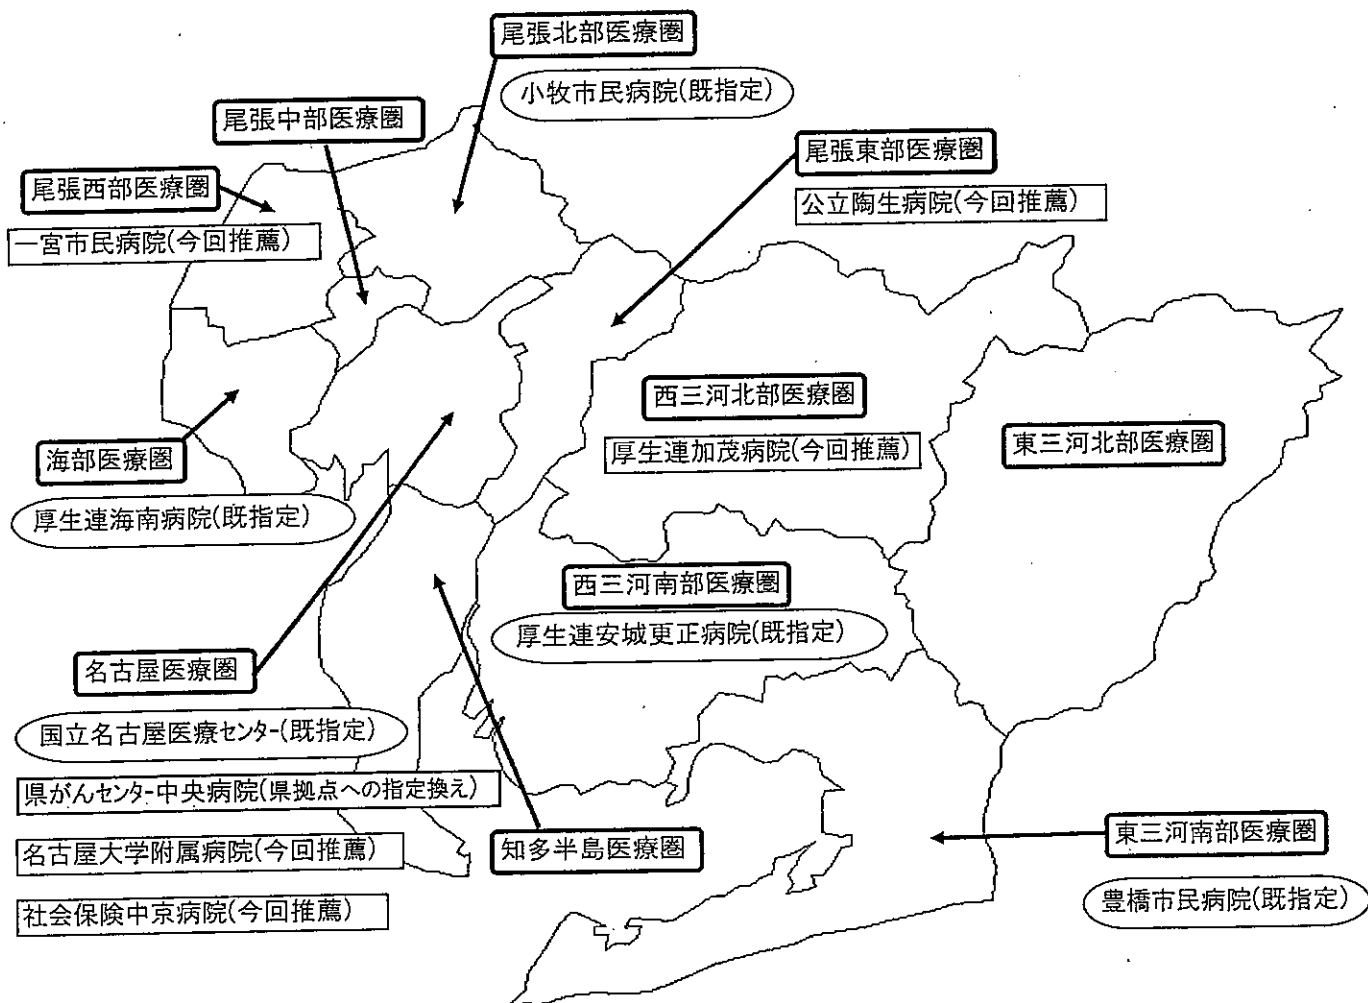 尾張北部医療圏
小牧市民病院(既指定)
尾張中部医療圏
尾張東部医療圏
公立陶生病院(今回推薦)
尾張西部医療圏
一宮市民病院(今回推薦)
西三河北部医療圏
厚生連加茂病院(今回推薦)
東三河北部医療圏
海部医療圏
厚生連海南病院(既指定)
西三河南部医療圏
厚生連安城更正病院(既指定)
名古屋医療圏
国立名古屋医療センター(既指定)
県がんセンター中央病院(県拠点への指定換え)
名古屋大学附属病院(今回推薦)
社会保険中京病院(今回推薦)
知多半島医療圏
東三河南部医療圏
豊橋市民病院(既指定)